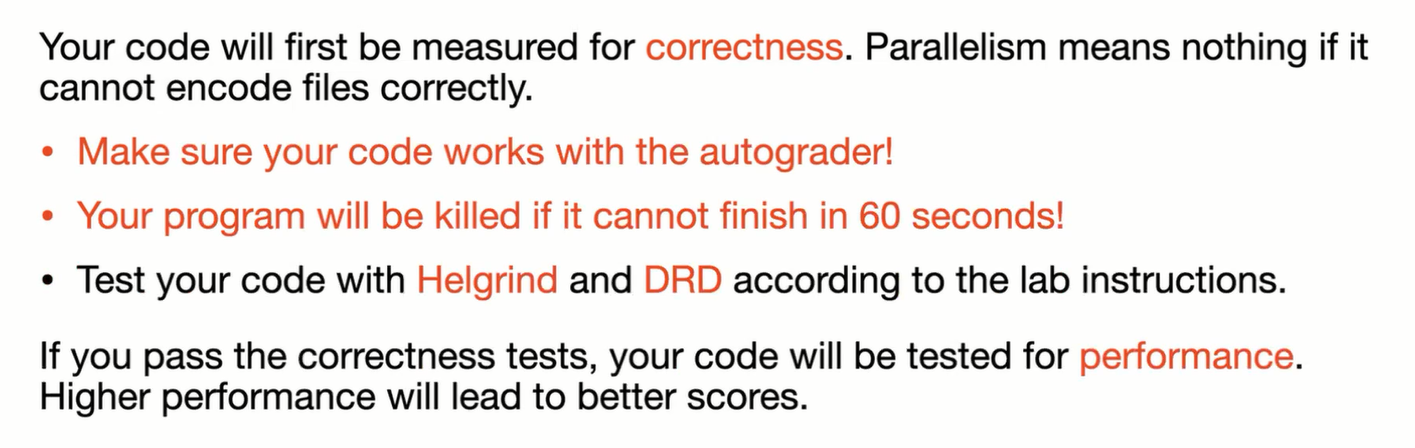 Your code will first be measured for correctness. Parallelism means nothing if it
cannot encode files correctly.
• Make sure your code works with the autograder!
• Your program will be killed if it cannot finish in 60 seconds!
• Test your code with Helgrind and DRD according to the lab instructions.
If you pass the correctness tests, your code will be tested for performance.
Higher performance will lead to better scores.